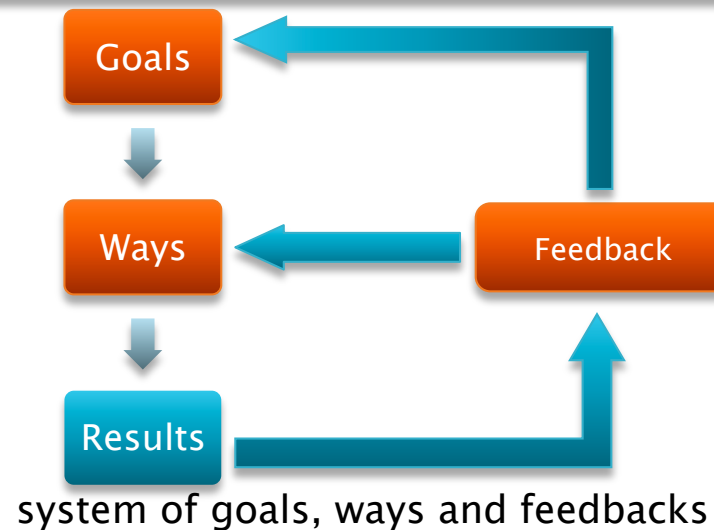 Goals
Ways
Feedback
Results
system of goals, ways and feedbacks